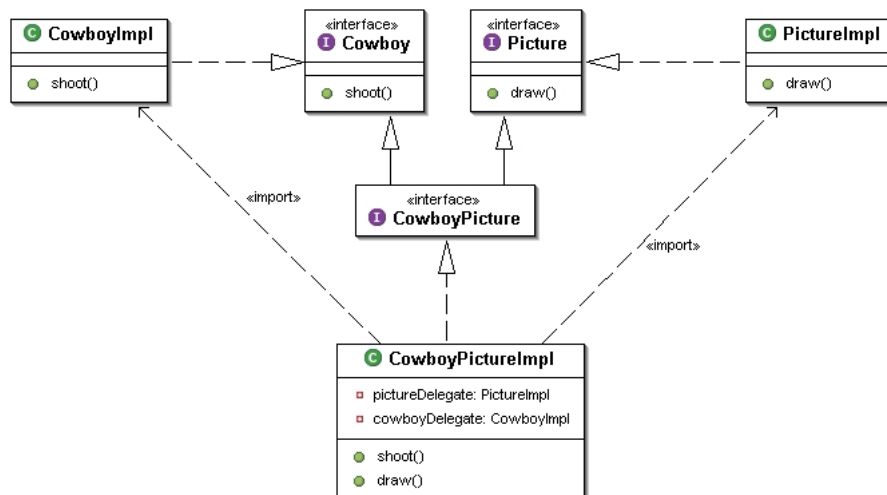 CowboyImpl
shoot()
«interface»
Cowboy
shoot()
«interface»
Picture
draw()
PictureImpl
draw()
«import»
«interface»
CowboyPicture
«import»
CowboyPictureImpl
pictureDelegate: PictureImpl
cowboyDelegate: CowboyImpl
shoot()
draw()